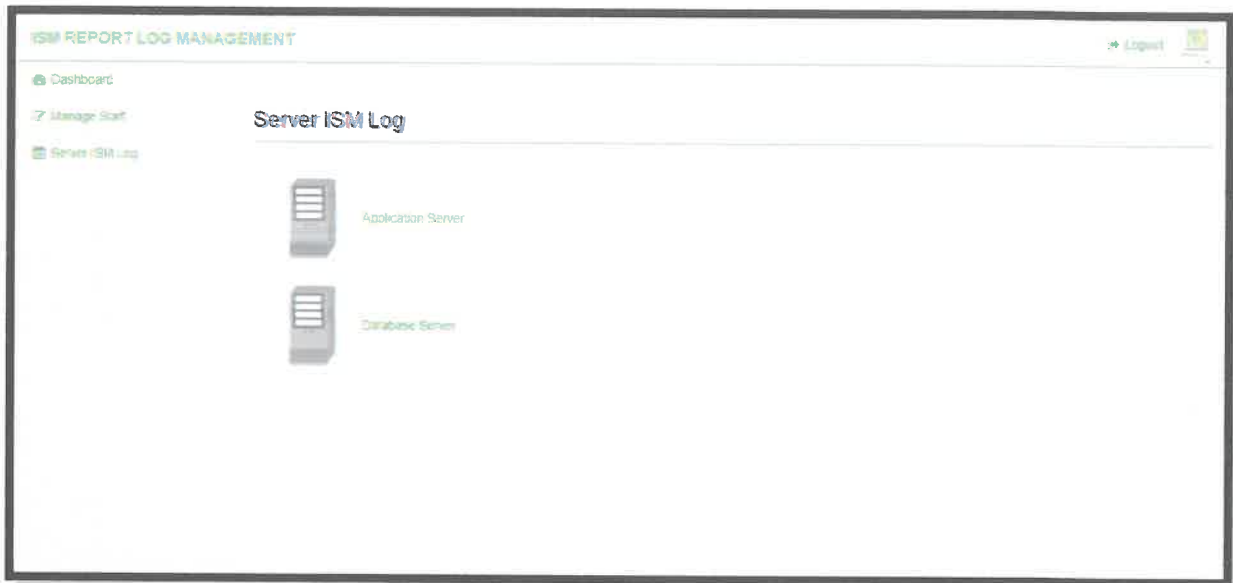 ISM REPORT LOG MANAGEMENT
Logout
Dashboard
Manage Staff
Server ISM Log
Server ISM Log
Application Server
Database Server